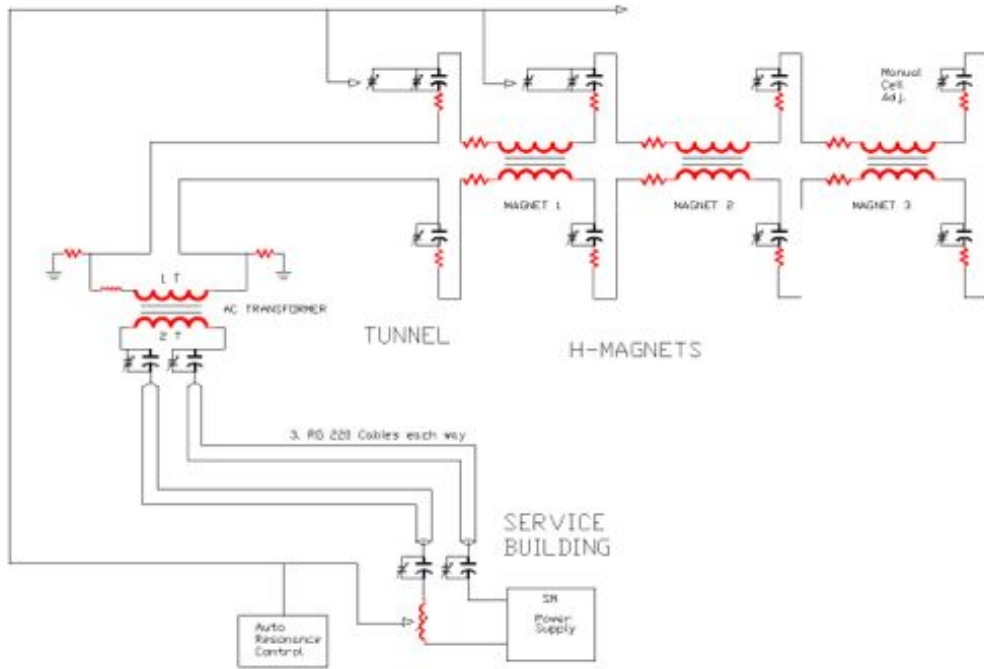 Manual
Cell
Adj.
MAGNET 1
MAGNET 2
MAGNET 3
1 T
AC TRANSFORMER
2 T
TUNNEL
H-MAGNETS
3. RG 220 Cables each way
SERVICE
BUILDING
Auto
Resonance
Control
Power
Supply